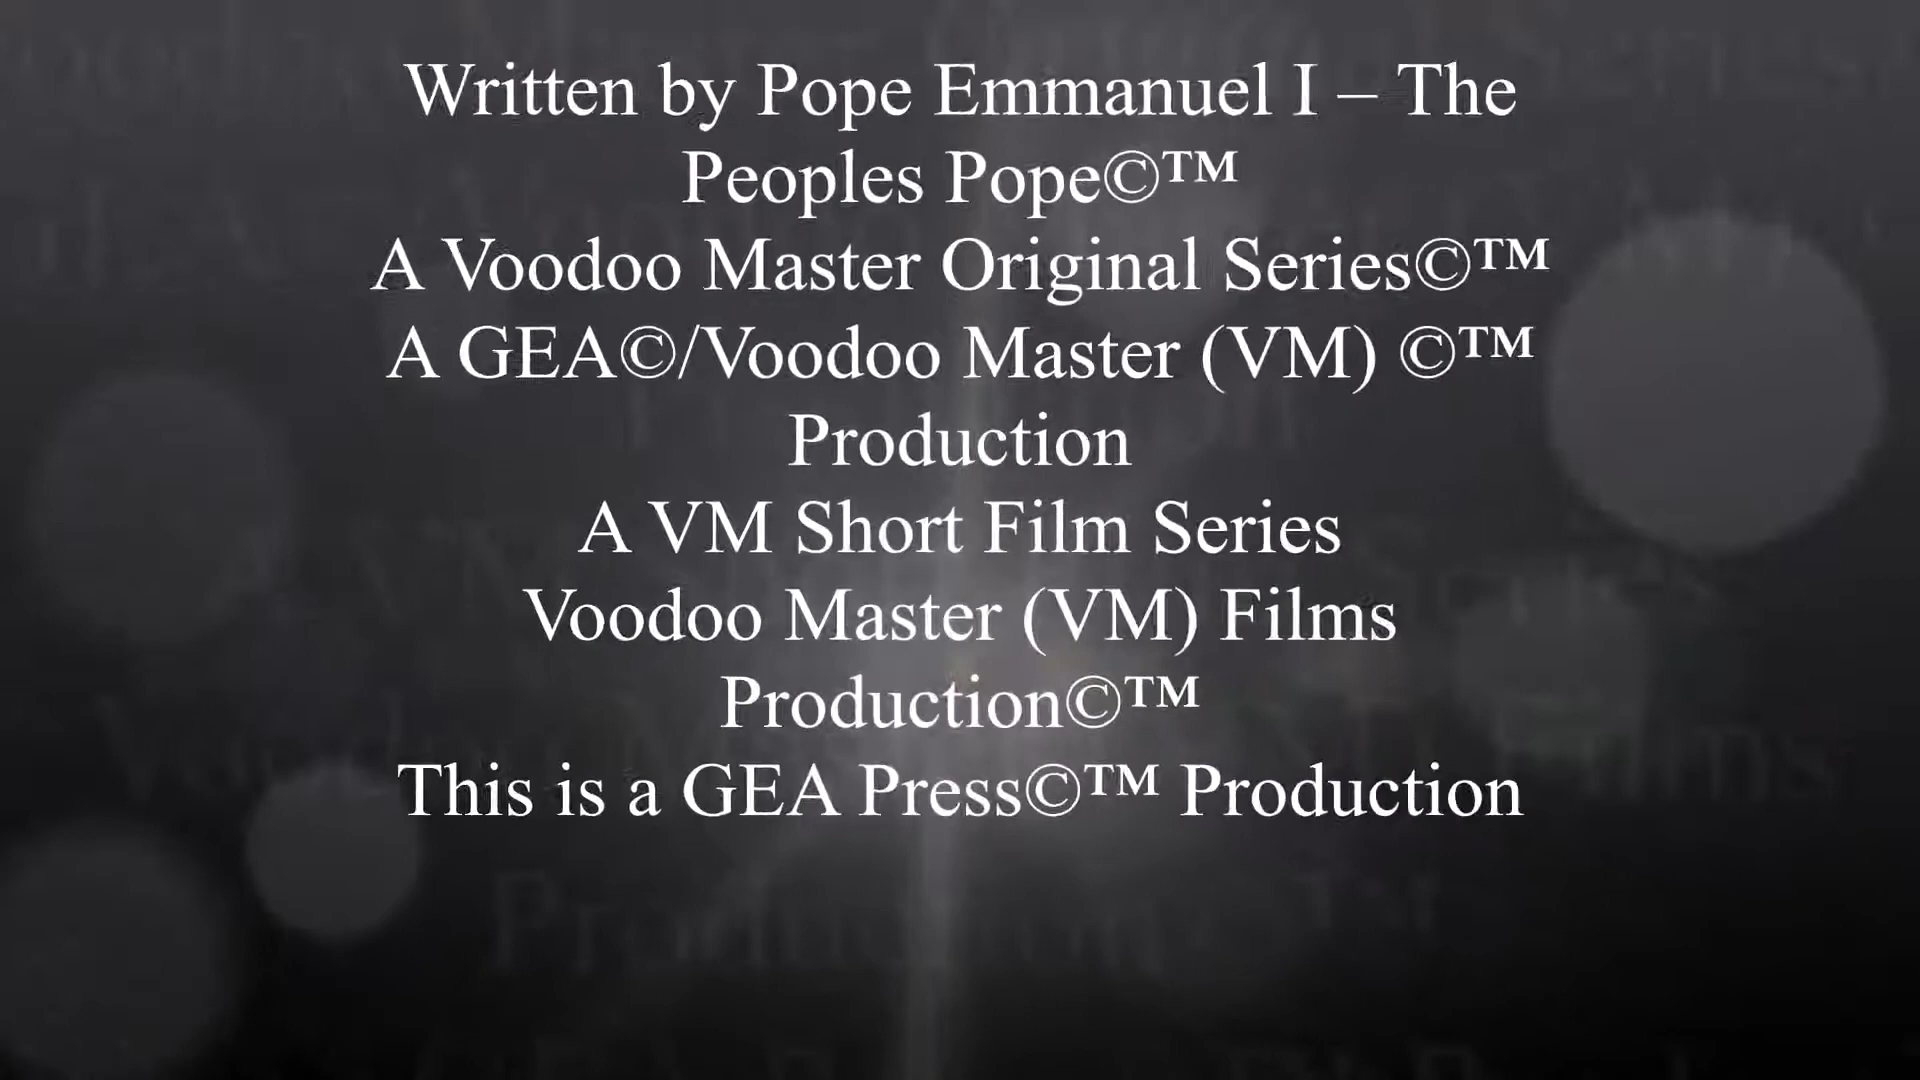 Written by Pope Emmanuel I – The
Peoples Pope©™
A Voodoo Master Original Series©™
A GEA©/Voodoo Master (VM) ©™
Production
A VM Short Film Series
Voodoo Master (VM) Films
Production©™
This is a GEA Press©™ Production